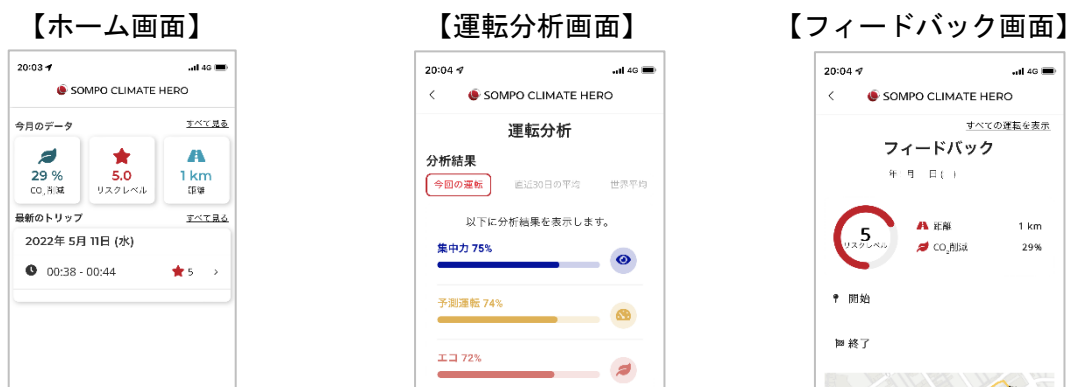 【ホーム画面】
20:03
4G
SOMPO CLIMATE HERO
今月のデータ
すべて見る
29 %
CO2削減
5.0
リスクレベル
1 km
距離
最新のトリップ
すべて見る
2022年 5月 11日 (水)
00:38 - 00:44
5
【運転分析画面】
20:04
4G
SOMPO CLIMATE HERO
運転分析
分析結果
今回の運転
直近30日の平均
世界平均
以下に分析結果を表示します。
集中力 75%
予測運転 74%
エコ 72%
【フィードバック画面】
20:04
4G
SOMPO CLIMATE HERO
すべての運転を表示
フィードバック
年 月 日( )
5
リスクレベル
距離 1 km
CO2削減 29%
開始
終了